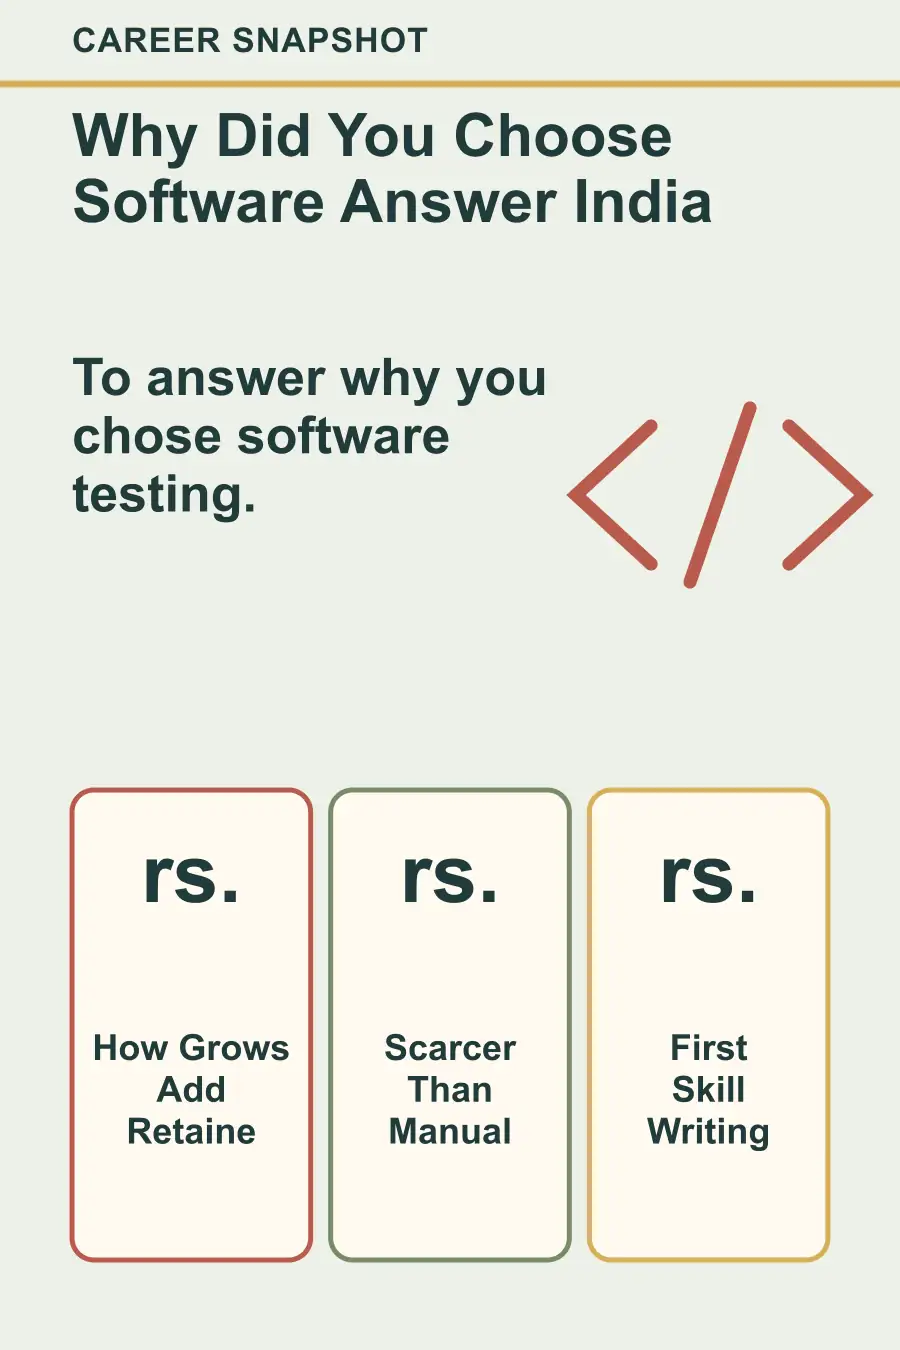 CAREER SNAPSHOT
Why Did You Choose
Software Answer India
To answer why you
chose software
testing.
rs.
How Grows
Add
Retaine
rs.
Scarcer
Than
Manual
rs.
First
Skill
Writing